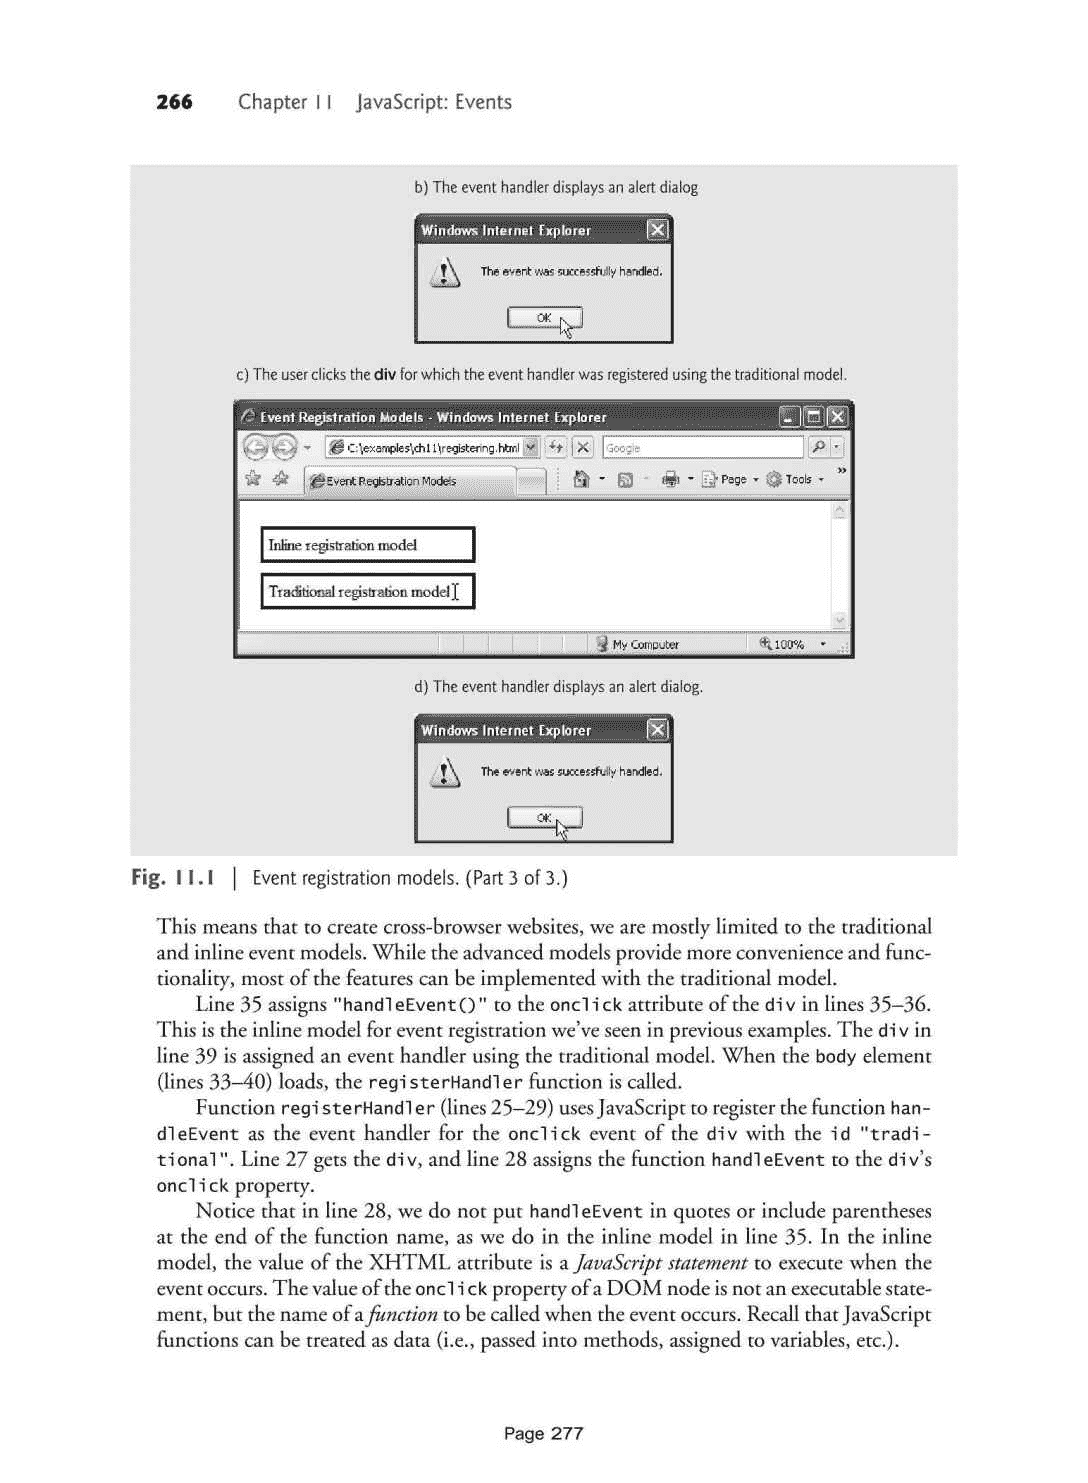 266 Chapter 11 JavaScript: Events
b) The event handler displays an alert dialog
Windows Internet Explorer
The event was successfully handled.
OK
c) The user clicks the div for which the event handler was registered using the traditional model.
Event Registration Models - Windows Internet Explorer
C:\examples\ch11\registering.html Google
Event Registration Models Page Tools »
Inline registration model
Traditional registration model
My Computer 100%
d) The event handler displays an alert dialog.
Windows Internet Explorer
The event was successfully handled.
OK
Fig. 11.1 | Event registration models. (Part 3 of 3.)
This means that to create cross-browser websites, we are mostly limited to the traditional
and inline event models. While the advanced models provide more convenience and func-
tionality, most of the features can be implemented with the traditional model.
Line 35 assigns "handleEvent()" to the onclick attribute of the div in lines 35–36.
This is the inline model for event registration we've seen in previous examples. The div in
line 39 is assigned an event handler using the traditional model. When the body element
(lines 33–40) loads, the registerHandler function is called.
Function registerHandler (lines 25–29) uses JavaScript to register the function han-
dleEvent as the event handler for the onclick event of the div with the id "tradi-
tional". Line 27 gets the div, and line 28 assigns the function handleEvent to the div's
onclick property.
Notice that in line 28, we do not put handleEvent in quotes or include parentheses
at the end of the function name, as we do in the inline model in line 35. In the inline
model, the value of the XHTML attribute is a JavaScript statement to execute when the
event occurs. The value of the onclick property of a DOM node is not an executable state-
ment, but the name of a function to be called when the event occurs. Recall that JavaScript
functions can be treated as data (i.e., passed into methods, assigned to variables, etc.).
Page 277